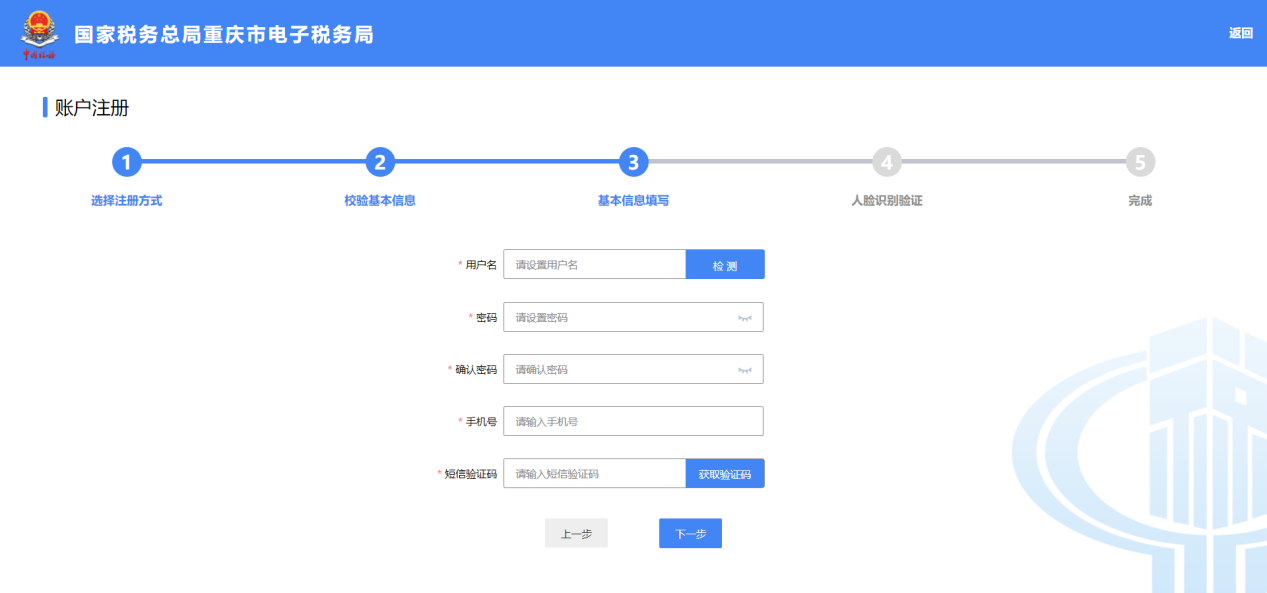 国家税务总局重庆市电子税务局
返回
账户注册
1 2 3 4 5
选择注册方式 校验基本信息 基本信息填写 人脸识别验证 完成
* 用户名 请设置用户名 检 测
* 密码 请设置密码
* 确认密码 请确认密码
* 手机号 请输入手机号
* 短信验证码 请输入短信验证码 获取验证码
上一步 下一步